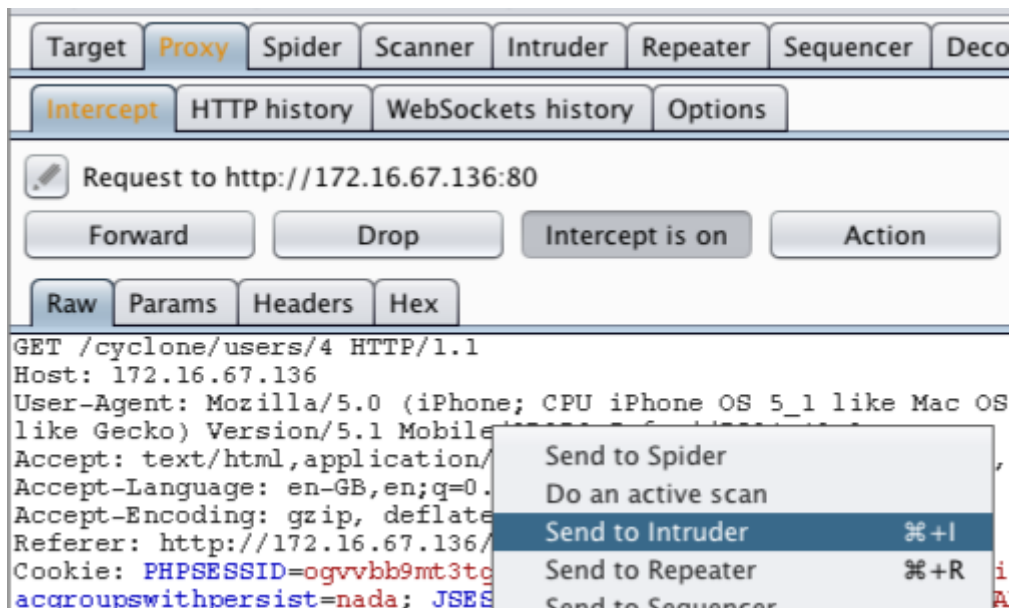 Target Proxy Spider Scanner Intruder Repeater Sequencer Deco
Intercept HTTP history WebSockets history Options
Request to http://172.16.67.136:80
Forward Drop Intercept is on Action
Raw Params Headers Hex
GET /cyclone/users/4 HTTP/1.1
Host: 172.16.67.136
User-Agent: Mozilla/5.0 (iPhone; CPU iPhone OS 5_1 like Mac OS
like Gecko) Version/5.1 Mobile
Accept: text/html,application/ ,
Accept-Language: en-GB,en;q=0.
Accept-Encoding: gzip, deflate
Referer: http://172.16.67.136/
Cookie: PHPSESSID=ogvvbb9mt3tg i
acgroupswithpersist=nada; JSES A
Send to Spider
Do an active scan
Send to Intruder ⌘+I
Send to Repeater ⌘+R
Send to Sequencer